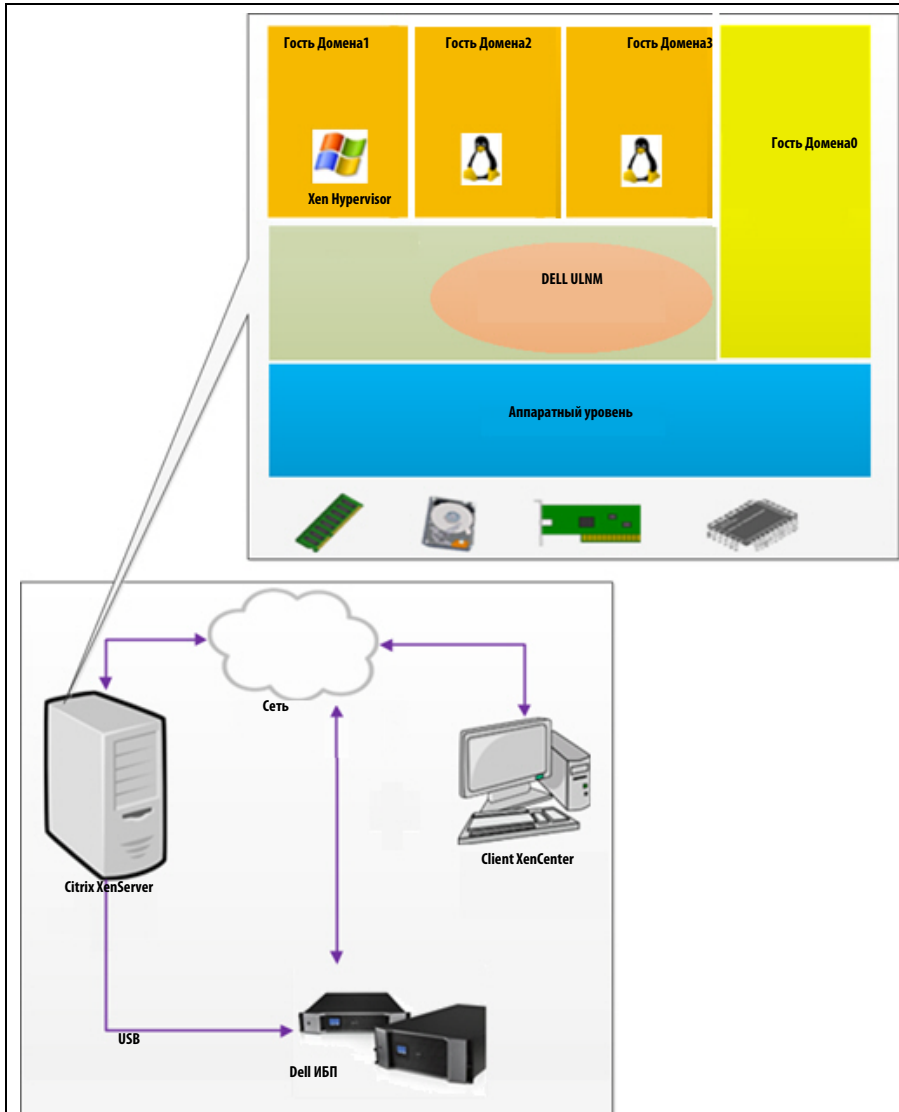 Гость Домена1
Гость Домена2
Гость Домена3
Гость Домена0
Xen Hypervisor
DELL ULNM
Аппаратный уровень
Сеть
Client XenCenter
Citrix XenServer
USB
Dell ИБП